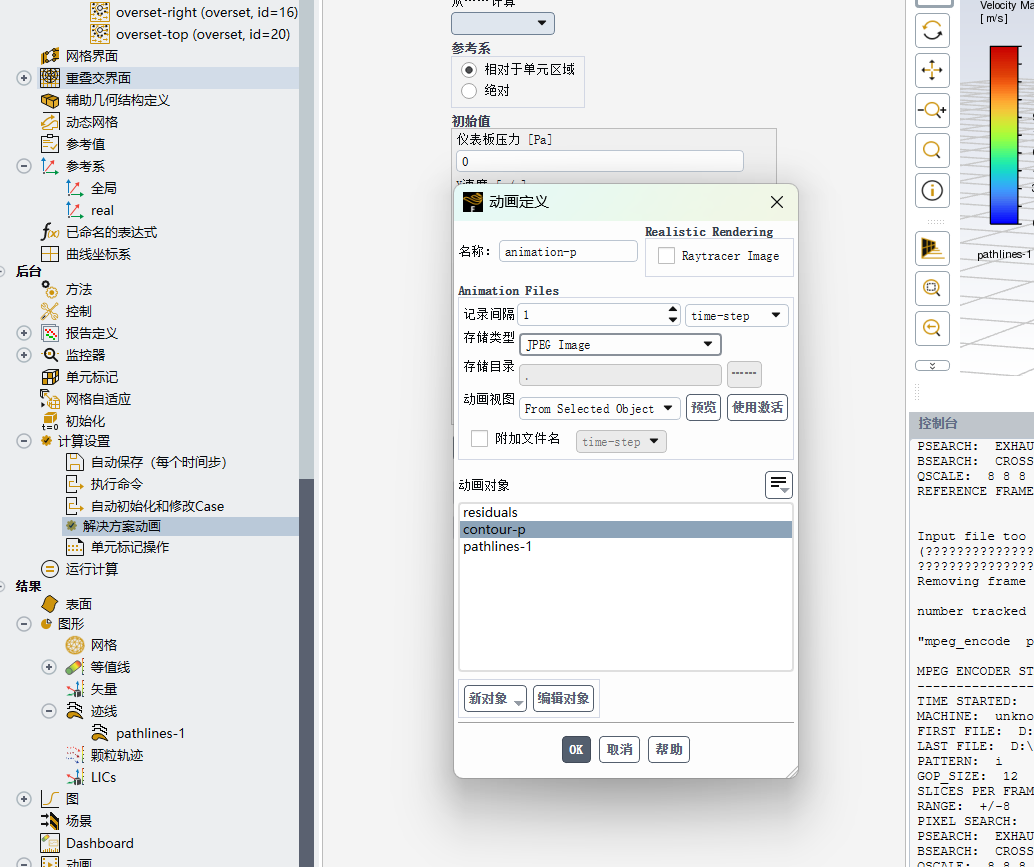 overset-right (overset, id=16)
overset-top (overset, id=20)
网格界面
重叠交界面
辅助几何结构定义
动态网格
参考值
参考系
全局
real
已命名的表达式
曲线坐标系
后台
方法
控制
报告定义
监控器
单元标记
网格自适应
t=0 初始化
计算设置
自动保存（每个时间步）
执行命令
自动初始化和修改Case
解决方案动画
单元标记操作
运行计算
结果
表面
图形
网格
等值线
矢量
迹线
pathlines-1
颗粒轨迹
LICs
图
场景
Dashboard
动画
从……计算
参考系
相对于单元区域
绝对
初始值
仪表板压力 [Pa]
0
动画定义
名称：
animation-p
Realistic Rendering
Raytracer Image
Animation Files
记录间隔
1
time-step
存储类型
JPEG Image
存储目录
.
······
动画视图
From Selected Object
预览
使用激活
附加文件名
time-step
动画对象
residuals
contour-p
pathlines-1
新对象
编辑对象
OK
取消
帮助
Velocity Ma
[ m/s ]
pathlines-1
控制台
PSEARCH: EXHAU
BSEARCH: CROSS
QSCALE: 8 8 8
REFERENCE FRAME
Input file too
(??????????????
???????????????
Removing frame
number tracked
"mpeg_encode p
MPEG ENCODER ST
---------------
TIME STARTED:
MACHINE: unkno
FIRST FILE: D:
LAST FILE: D:\
PATTERN: i
GOP_SIZE: 12
SLICES PER FRAM
RANGE: +/-8
PIXEL SEARCH:
PSEARCH: EXHAU
BSEARCH: CROSS
QSCALE: 8 8 8